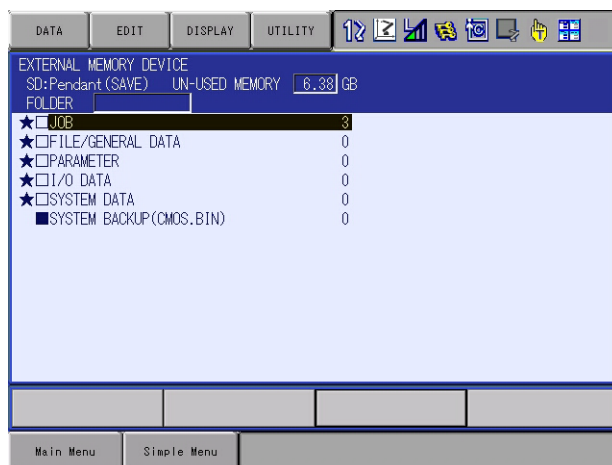 DATA EDIT DISPLAY UTILITY
EXTERNAL MEMORY DEVICE
SD:Pendant(SAVE) UN-USED MEMORY 6.38 GB
FOLDER
★□JOB 3
★□FILE/GENERAL DATA 0
★□PARAMETER 0
★□I/O DATA 0
★□SYSTEM DATA 0
■SYSTEM BACKUP(CMOS.BIN) 0
Main Menu Simple Menu